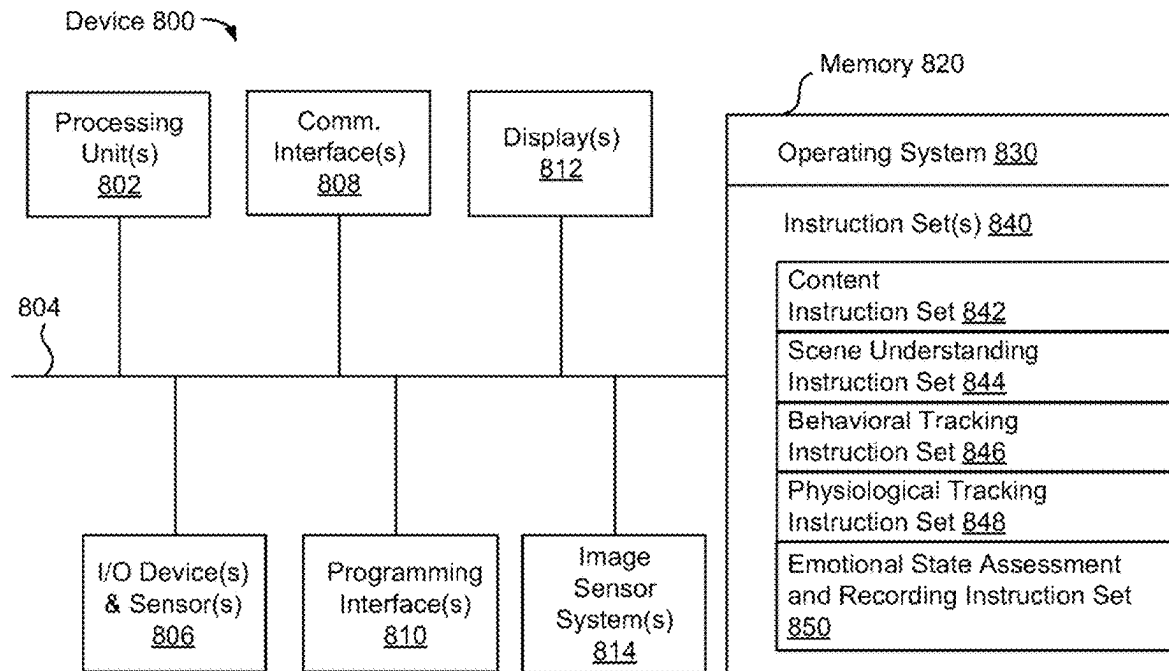 Device 800
Memory 820
Processing
Unit(s)
802
Comm.
Interface(s)
808
Display(s)
812
Operating System 830
Instruction Set(s) 840
Content
Instruction Set 842
Scene Understanding
Instruction Set 844
Behavioral Tracking
Instruction Set 846
Physiological Tracking
Instruction Set 848
Emotional State Assessment
and Recording Instruction Set
850
804
I/O Device(s)
& Sensor(s)
806
Programming
Interface(s)
810
Image
Sensor
System(s)
814